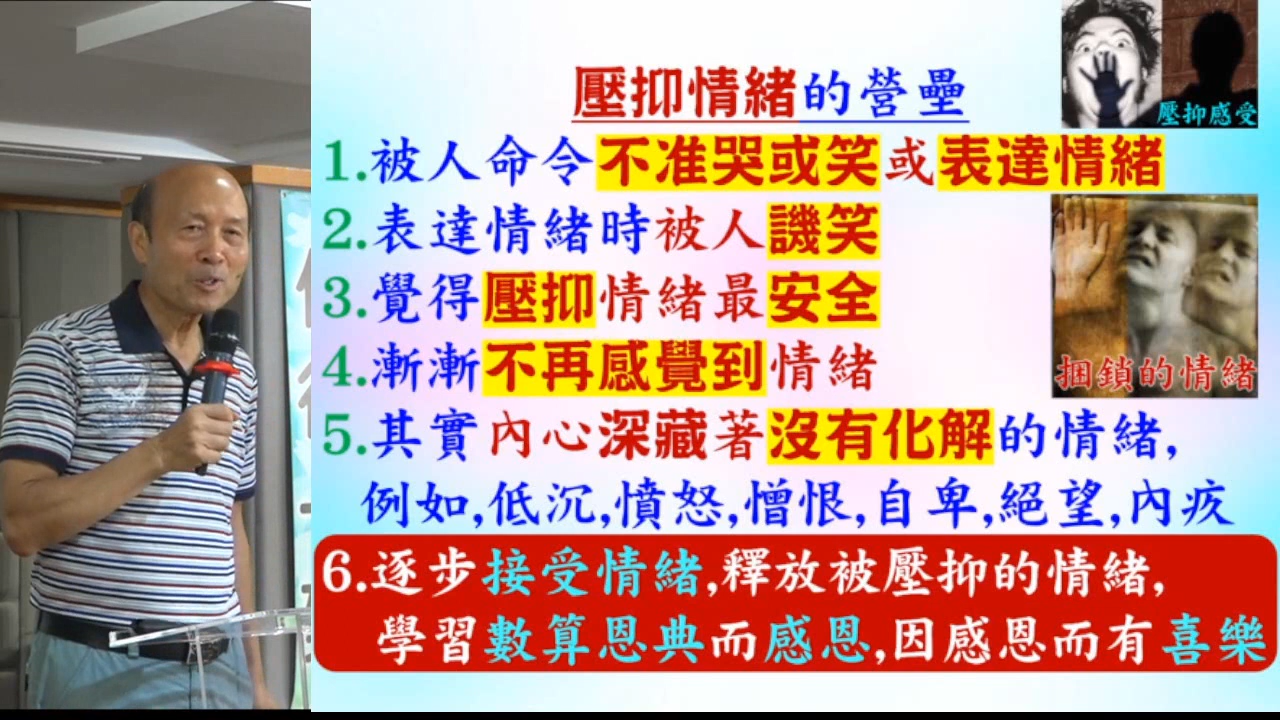 壓抑情緒的營壘
壓抑感受
1.被人命令不准哭或笑或表達情緒
2.表達情緒時被人譏笑
3.覺得壓抑情緒最安全
4.漸漸不再感覺到情緒
捆鎖的情緒
5.其實內心深藏著沒有化解的情緒,
例如,低沉,憤怒,憎恨,自卑,絕望,內疚
6.逐步接受情緒,釋放被壓抑的情緒,
學習數算恩典而感恩,因感恩而有喜樂